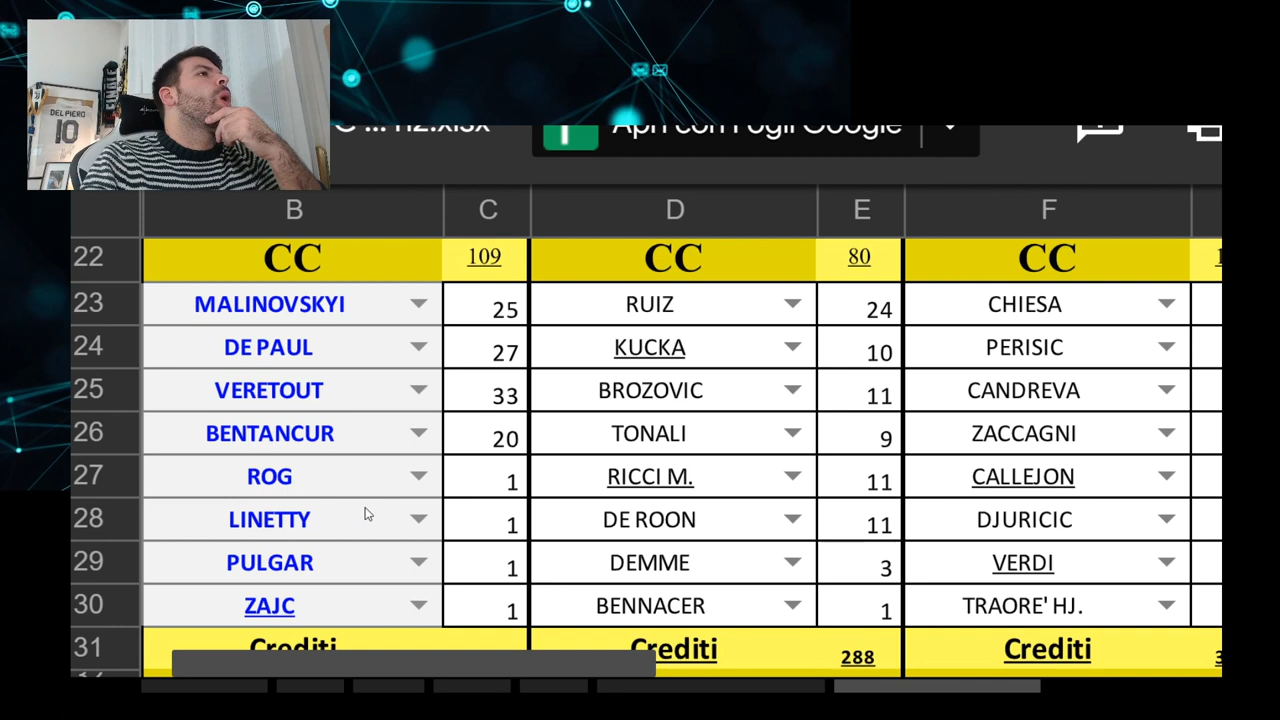 DEL PIERO
10
FINALE
Apri con Fogli Google
B C D E F
22 CC 109 CC 80 CC
23 MALINOVSKYI 25 RUIZ 24 CHIESA
24 DE PAUL 27 KUCKA 10 PERISIC
25 VERETOUT 33 BROZOVIC 11 CANDREVA
26 BENTANCUR 20 TONALI 9 ZACCAGNI
27 ROG 1 RICCI M. 11 CALLEJON
28 LINETTY 1 DE ROON 11 DJURICIC
29 PULGAR 1 DEMME 3 VERDI
30 ZAJC 1 BENNACER 1 TRAORE' HJ.
31 Crediti Crediti 288 Crediti